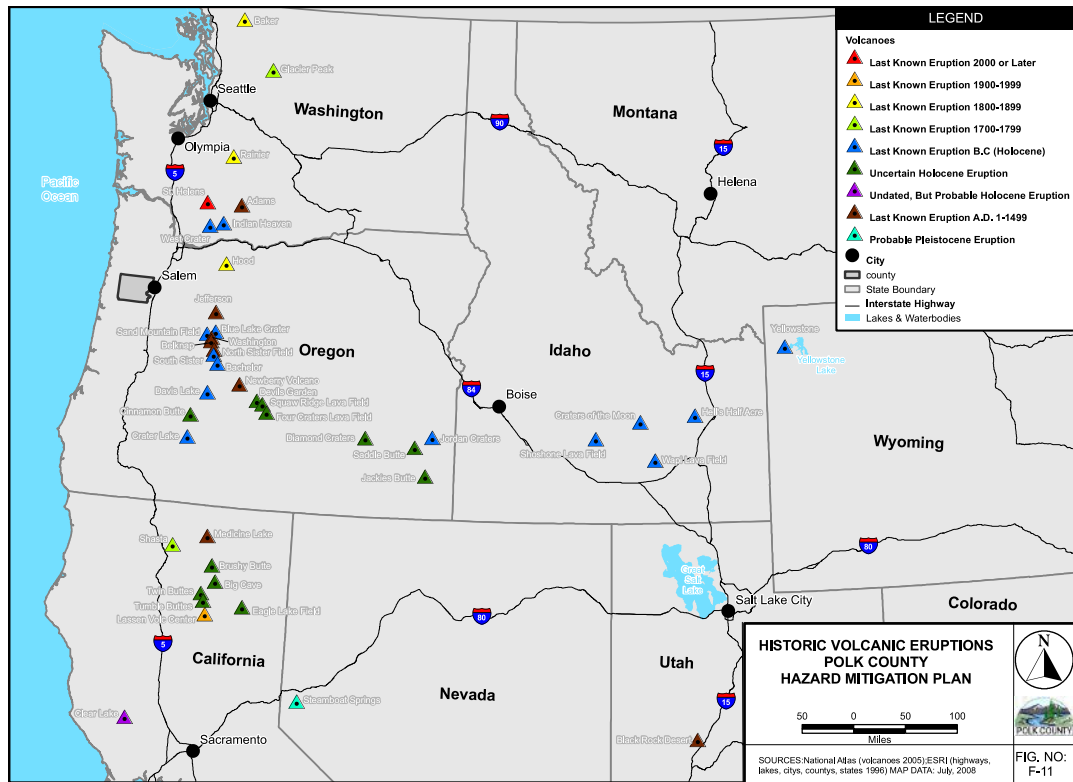 Baker
Glacier Peak
Seattle
Washington
Olympia
Rainier
5
Pacific
Ocean
St. Helens
Adams
Indian Heaven
West Crater
90
Montana
15
Helena
Hood
Salem
Jefferson
Sand Mountain Field
Blue Lake Crater
Belknap
Washington
North Sister Field
South Sister
Bachelor
Oregon
Newberry Volcano
Davis Lake
Devils Garden
Squaw Ridge Lava Field
Four Craters Lava Field
Cinnamon Butte
Crater Lake
Diamond Craters
Saddle Butte
Jordan Craters
Jackies Butte
Idaho
84
Boise
15
Craters of the Moon
Hell's Half Acre
Shoshone Lava Field
Wapi Lava Field
Yellowstone
Yellowstone
Lake
Wyoming
80
Shasta
Medicine Lake
Brushy Butte
Big Cave
Twin Buttes
Tumble Buttes
Eagle Lake Field
Lassen Volc Center
5
California
80
Great
Salt
Lake
Salt Lake City
Colorado
Utah
Nevada
Steamboat Springs
Clear Lake
Sacramento
Black Rock Desert
15
LEGEND
Volcanoes
Last Known Eruption 2000 or Later
Last Known Eruption 1900-1999
Last Known Eruption 1800-1899
Last Known Eruption 1700-1799
Last Known Eruption B.C (Holocene)
Uncertain Holocene Eruption
Undated, But Probable Holocene Eruption
Last Known Eruption A.D. 1-1499
Probable Pleistocene Eruption
City
county
State Boundary
Interstate Highway
Lakes & Waterbodies
HISTORIC VOLCANIC ERUPTIONS
POLK COUNTY
HAZARD MITIGATION PLAN
50 0 50 100
Miles
SOURCES:National Atlas (volcanoes 2005);ESRI (highways,
lakes, citys, countys, states 1996) MAP DATA: July, 2008
N
POLK COUNTY
FIG. NO:
F-11